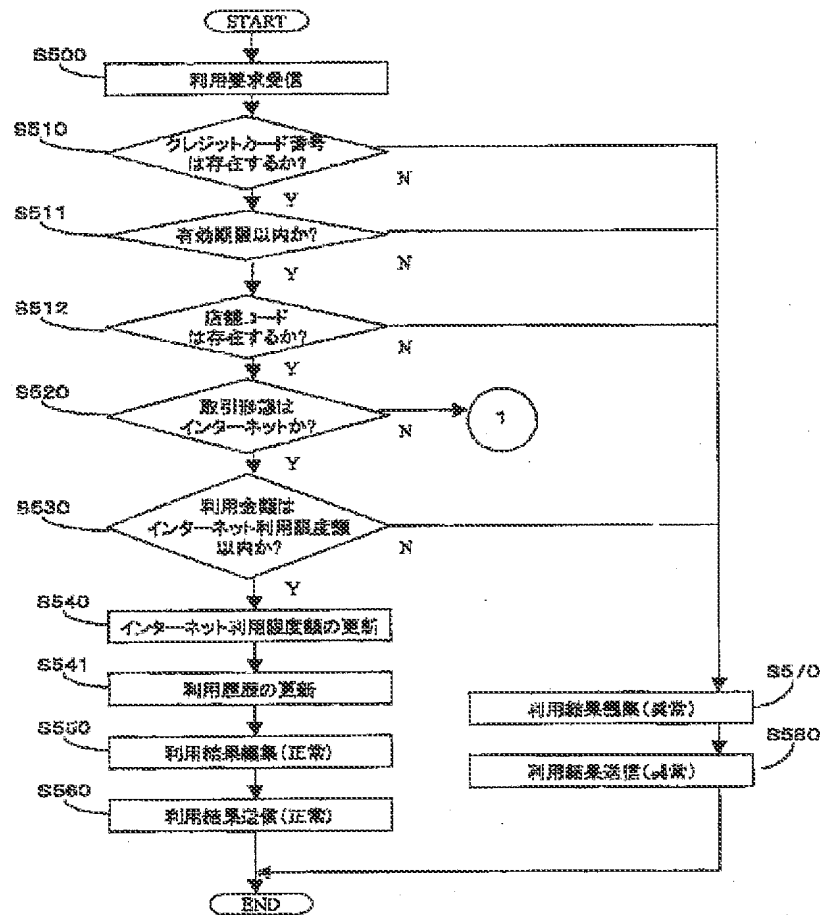 START
S500
利用要求受信
S510
クレジットカード番号
は存在するか?
N
Y
S511
有効期限以内か?
N
Y
S512
店舗コード
は存在するか?
N
Y
S520
取引形態は
インターネットか?
N
1
Y
S530
利用金額は
インターネット利用限度額
以内か?
N
Y
S540
インターネット利用限度額の更新
S541
利用履歴の更新
S570
利用結果編集(異常)
S550
利用結果編集(正常)
S580
利用結果送信(異常)
S560
利用結果送信(正常)
END